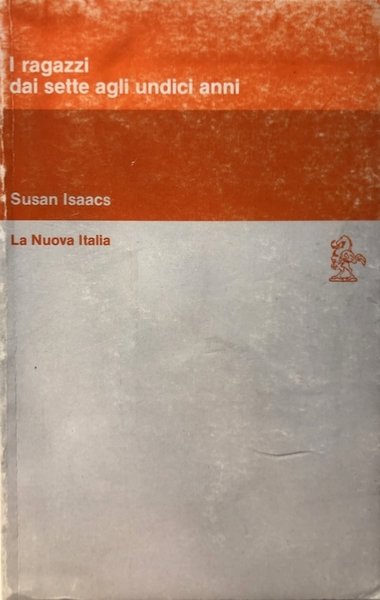 I ragazzi
dai sette agli undici anni
Susan Isaacs
La Nuova Italia